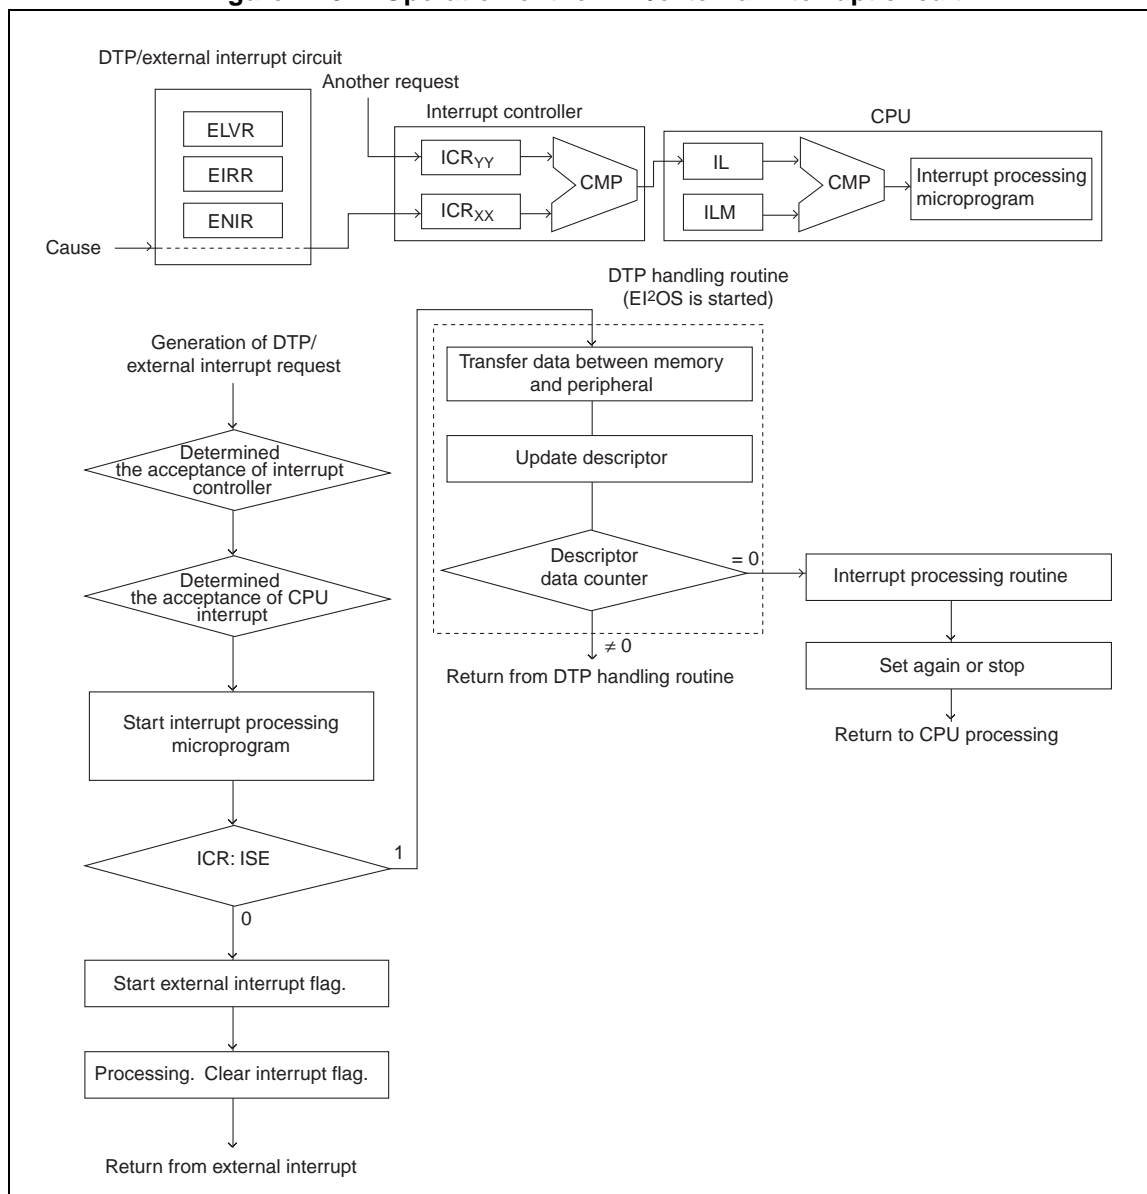 DTP/external interrupt circuit
Another request
Interrupt controller
CPU
ELVR
EIRR
ENIR
Cause
ICRYY
ICRXX
CMP
IL
ILM
CMP
Interrupt processing
microprogram
DTP handling routine
(EI2OS is started)
Generation of DTP/
external interrupt request
Determined
the acceptance of interrupt
controller
Determined
the acceptance of CPU
interrupt
Start interrupt processing
microprogram
ICR: ISE
1
0
Start external interrupt flag.
Processing. Clear interrupt flag.
Return from external interrupt
Transfer data between memory
and peripheral
Update descriptor
Descriptor
data counter
= 0
≠ 0
Return from DTP handling routine
Interrupt processing routine
Set again or stop
Return to CPU processing